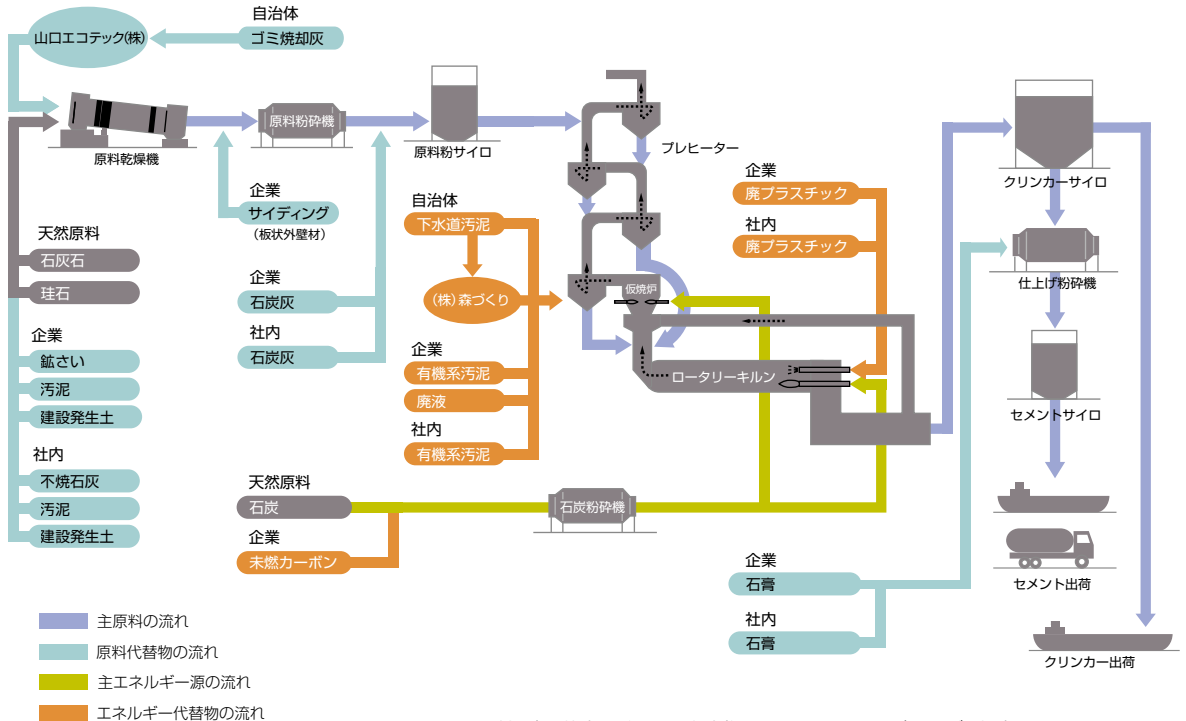 自治体
山口エコテック(株)
ゴミ焼却灰
原料乾燥機
原料粉砕機
原料粉サイロ
プレヒーター
クリンカーサイロ
企業
サイディング
(板状外壁材)
天然原料
石灰石
珪石
企業
石炭灰
社内
石炭灰
自治体
下水道汚泥
(株)森づくり
企業
有機系汚泥
廃液
社内
有機系汚泥
企業
廃プラスチック
社内
廃プラスチック
仮焼炉
ロータリーキルン
仕上げ粉砕機
セメントサイロ
企業
鉱さい
汚泥
建設発生土
社内
不焼石灰
汚泥
建設発生土
天然原料
石炭
企業
未燃カーボン
石炭粉砕機
企業
石膏
社内
石膏
セメント出荷
クリンカー出荷
主原料の流れ
原料代替物の流れ
主エネルギー源の流れ
エネルギー代替物の流れ